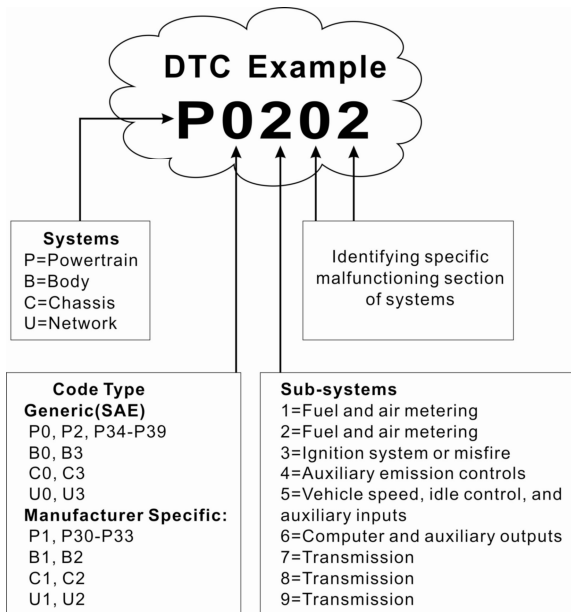 DTC Example
P0202
Systems
P=Powertrain
B=Body
C=Chassis
U=Network
Identifying specific
malfunctioning section
of systems
Code Type
Generic(SAE)
P0, P2, P34-P39
B0, B3
C0, C3
U0, U3
Manufacturer Specific:
P1, P30-P33
B1, B2
C1, C2
U1, U2
Sub-systems
1=Fuel and air metering
2=Fuel and air metering
3=Ignition system or misfire
4=Auxiliary emission controls
5=Vehicle speed, idle control, and
auxiliary inputs
6=Computer and auxiliary outputs
7=Transmission
8=Transmission
9=Transmission